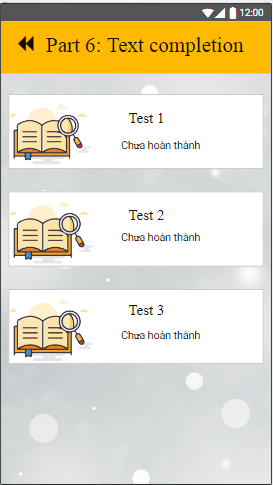 12:00
Part 6: Text completion
Test 1
Chưa hoàn thành
Test 2
Chưa hoàn thành
Test 3
Chưa hoàn thành